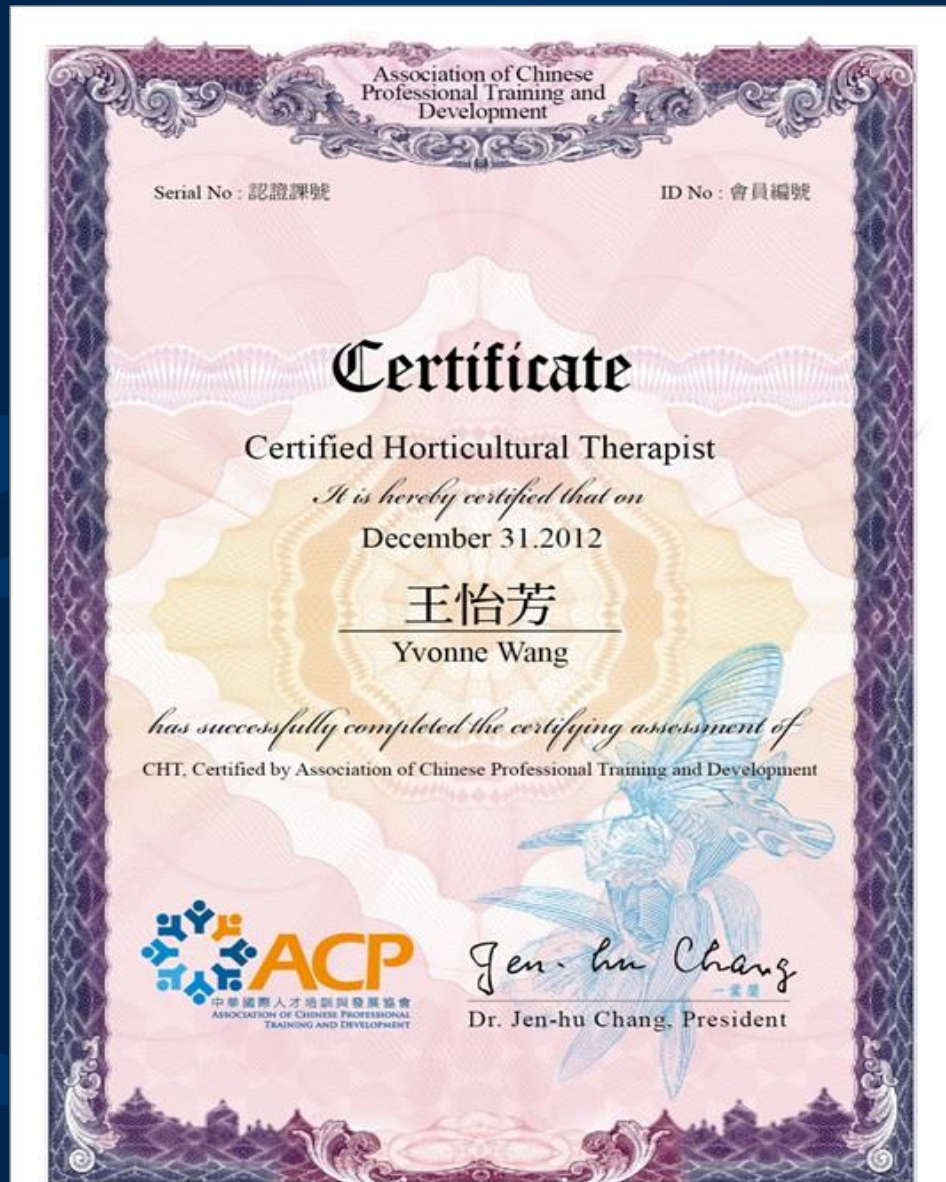 Association of Chinese
Professional Training and
Development
Serial No : 認證課號
ID No : 會員編號
Certificate
Certified Horticultural Therapist
It is hereby certified that on
December 31.2012
王怡芳
Yvonne Wang
has successfully completed the certifying assessment of
CHT, Certified by Association of Chinese Professional Training and Development
ACP
中華國際人才培訓與發展協會
ASSOCIATION OF CHINESE PROFESSIONAL
TRAINING AND DEVELOPMENT
Jen-hu Chang
一葉蘭
Dr. Jen-hu Chang, President